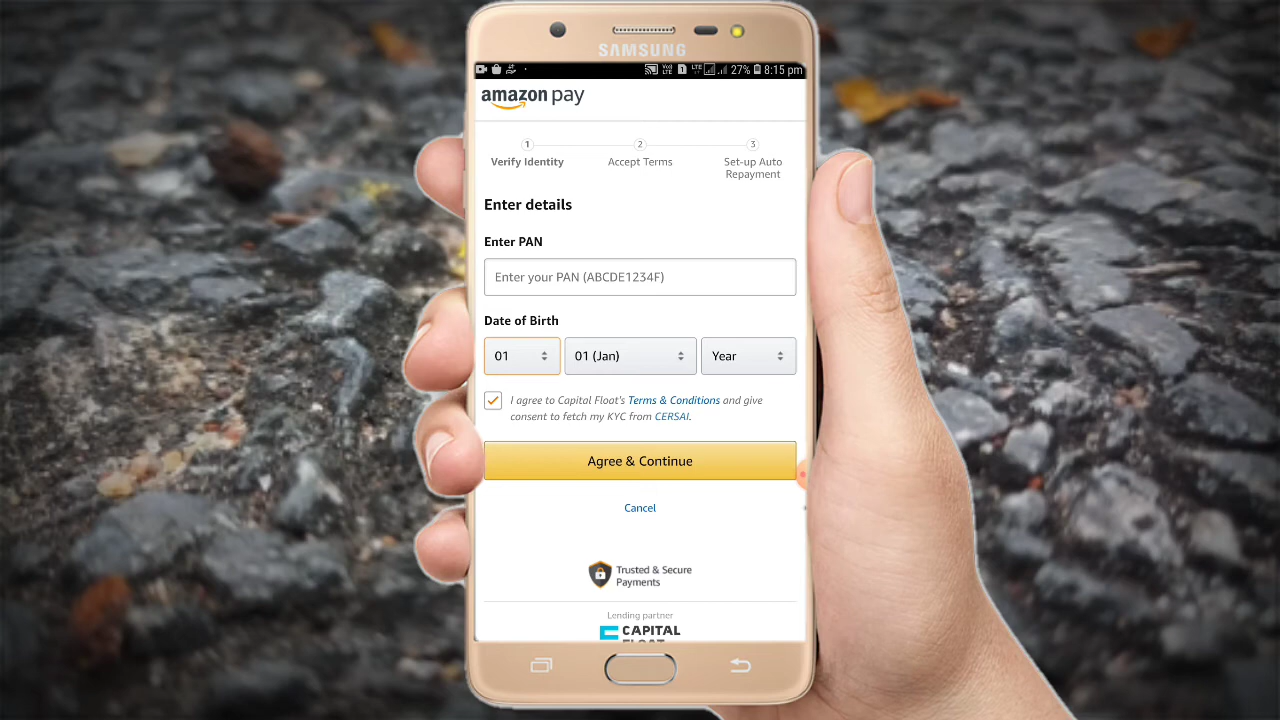 SAMSUNG
27% 8:15 pm
amazon pay
1 2 3
Verify Identity Accept Terms Set-up Auto
Repayment
Enter details
Enter PAN
Enter your PAN (ABCDE1234F)
Date of Birth
01 01 (Jan) Year
I agree to Capital Float's Terms & Conditions and give
consent to fetch my KYC from CERSAI.
Agree & Continue
Cancel
Trusted & Secure
Payments
Lending partner
CAPITAL
FLOAT